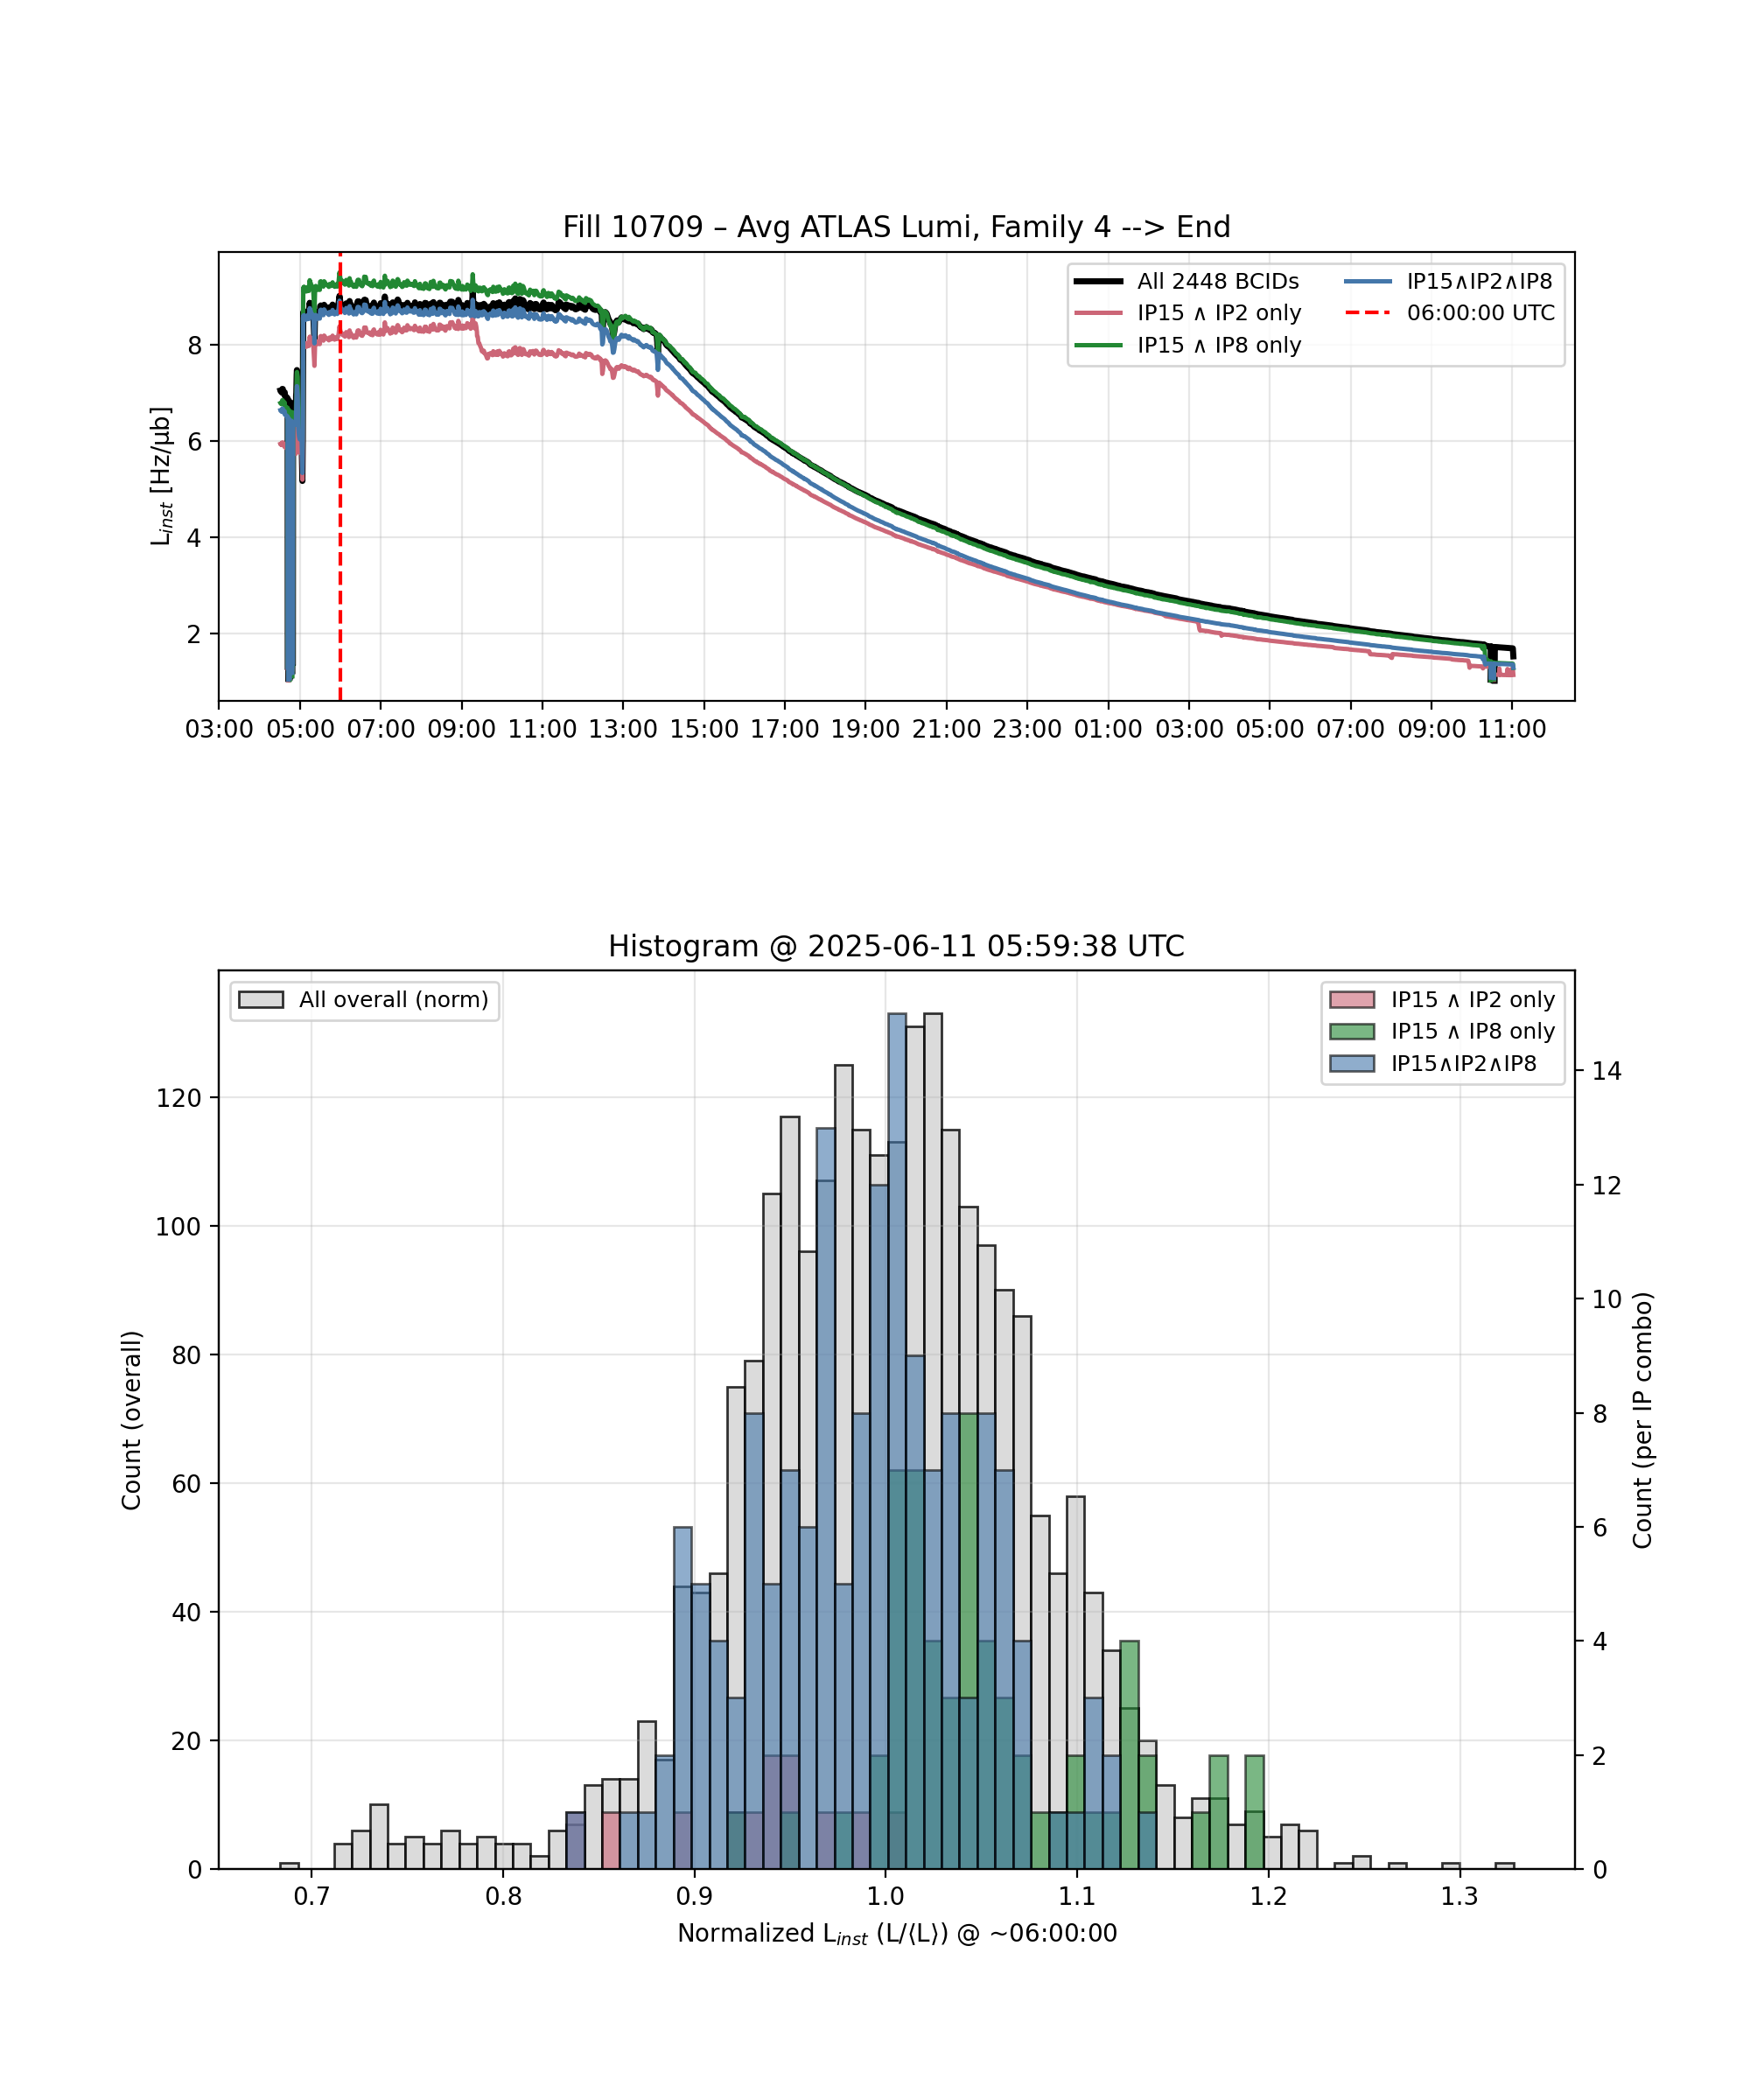 Fill 10709 – Avg ATLAS Lumi, Family 4 --> End
L_inst [Hz/µb]
8
6
4
2
All 2448 BCIDs
IP15 ∧ IP2 only
IP15 ∧ IP8 only
IP15∧IP2∧IP8
06:00:00 UTC
03:00 05:00 07:00 09:00 11:00 13:00 15:00 17:00 19:00 21:00 23:00 01:00 03:00 05:00 07:00 09:00 11:00
Histogram @ 2025-06-11 05:59:38 UTC
All overall (norm)
IP15 ∧ IP2 only
IP15 ∧ IP8 only
IP15∧IP2∧IP8
Count (overall)
120
100
80
60
40
20
0
14
12
10
8
6
4
2
0
Count (per IP combo)
0.7 0.8 0.9 1.0 1.1 1.2 1.3
Normalized L_inst (L/⟨L⟩) @ ~06:00:00